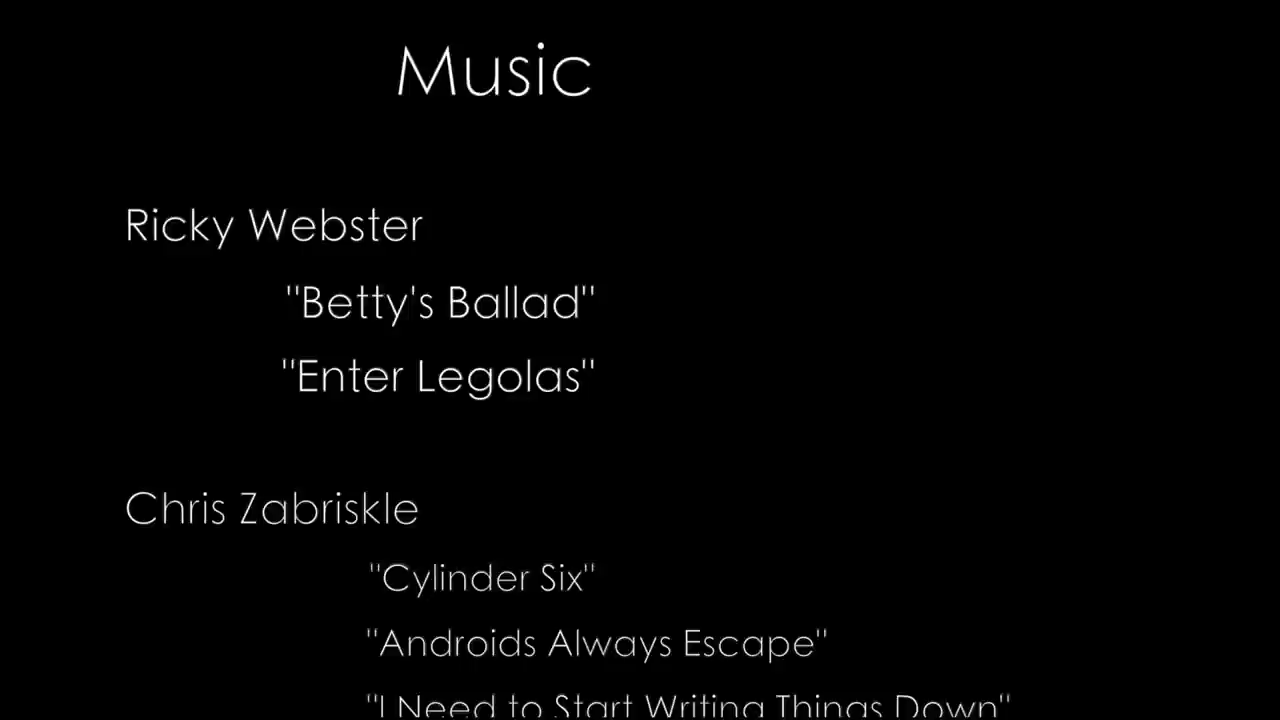 Music
Ricky Webster
"Betty's Ballad"
"Enter Legolas"
Chris Zabriskle
"Cylinder Six"
"Androids Always Escape"
"I Need to Start Writing Things Down"